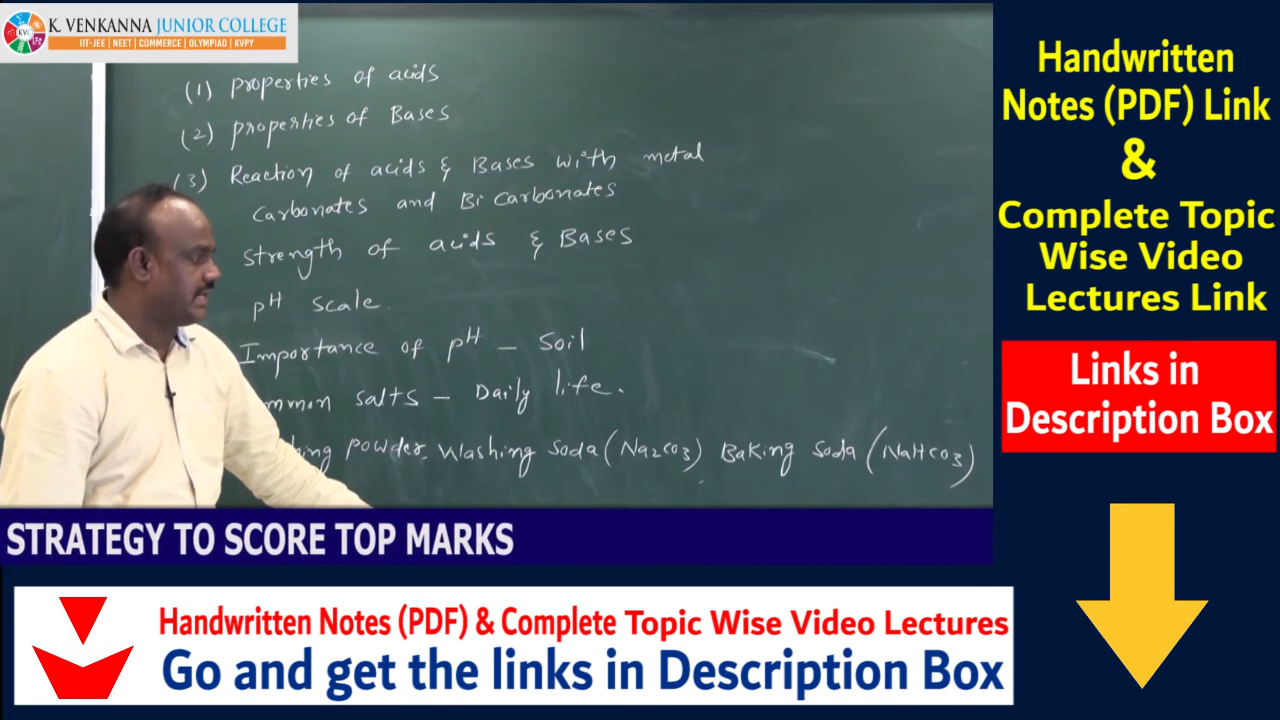 K. VENKANNA JUNIOR COLLEGE
IIT-JEE | NEET | COMMERCE | OLYMPIAD | KVPY
(1) properties of acids
(2) properties of Bases
(3) Reaction of acids & Bases with metal
Carbonates and Bi Carbonates
Strength of acids & Bases
pH scale
Importance of pH – Soil
mmon salts – Daily life.
hing powder, Washing Soda (Na2CO3) Baking Soda (NaHCO3)
STRATEGY TO SCORE TOP MARKS
Handwritten Notes (PDF) & Complete Topic Wise Video Lectures
Go and get the links in Description Box
Handwritten
Notes (PDF) Link
&
Complete Topic
Wise Video
Lectures Link
Links in
Description Box